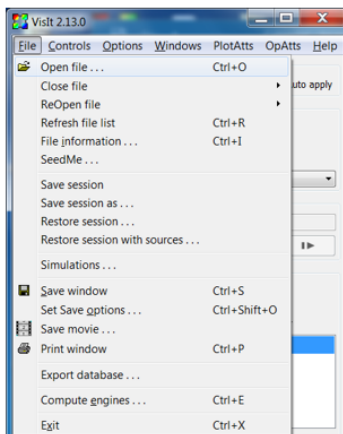 VisIt 2.13.0
File Controls Options Windows PlotAtts OpAtts Help
Open file ... Ctrl+O
Close file
uto apply
ReOpen file
Refresh file list Ctrl+R
File information ... Ctrl+I
SeedMe ...
Save session
Save session as ...
Restore session ...
Restore session with sources ...
Simulations ...
Save window Ctrl+S
Set Save options ... Ctrl+Shift+O
Save movie ...
Print window Ctrl+P
Export database ...
Compute engines ... Ctrl+E
Exit Ctrl+X